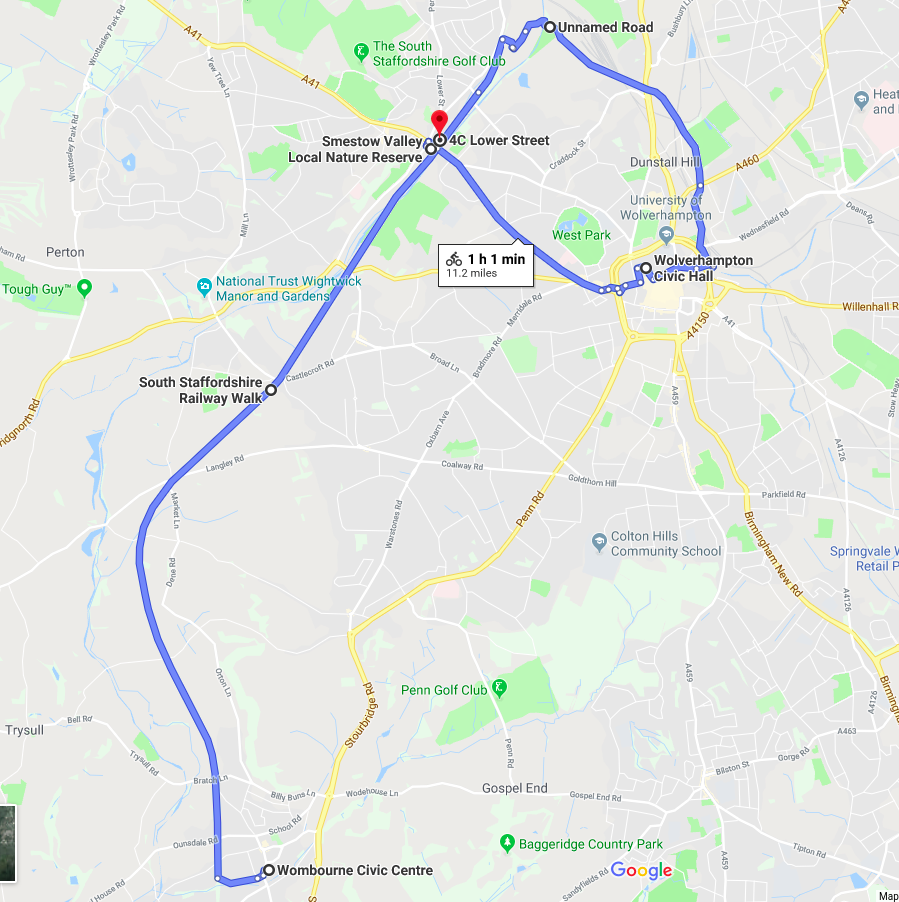 Wrottesley Park Rd
A41
Unnamed Road
Bushbury Ln
The South
Staffordshire Golf Club
A41
Yew Tree Ln
Lower St
Wrottesley Park Rd
Smestow Valley
Local Nature Reserve
4C Lower Street
Craddock St
Dunstall Hill
A460
University of
Wolverhampton
Deans Rd
Wednesfield Rd
Mill Ln
West Park
Perton
1 h 1 min
11.2 miles
Wolverhampton
Civic Hall
Tough Guy™
National Trust Wightwick
Manor and Gardens
Merridale Rd
Willenhall R
A4150
A41
Bradmore Rd
Broad Ln
Castlecroft Rd
South Staffordshire
Railway Walk
A459
Stow Hea
Oxbarn Ave
A4126
Langley Rd
Coalway Rd
Goldthorn Hill
Parkfield Rd
Market Ln
Penn Rd
Warstones Rd
Colton Hills
Community School
Birmingham New Rd
Springvale W
Retail P
Dene Rd
A4126
Orton Ln
A459
Penn Golf Club
Stourbridge Rd
Birming
A4126
Trysull
Bell Rd
Trysull Rd
Penn Rd
A463
Gorge Rd
Bilston St
Bratch Ln
Billy Buns Ln
Wodehouse Ln
Gospel End
Gospel End Rd
School Rd
Ounsdale Rd
Baggeridge Country Park
Tipton Rd
A459
Wombourne Civic Centre
Google
Sandyfields Rd
Map